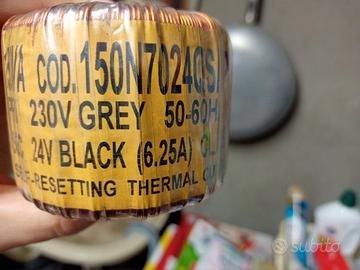 COD. 150N7024QS
230V GREY 50-60H
24V BLACK (6.25A)
-RESETTING THERMAL
subito